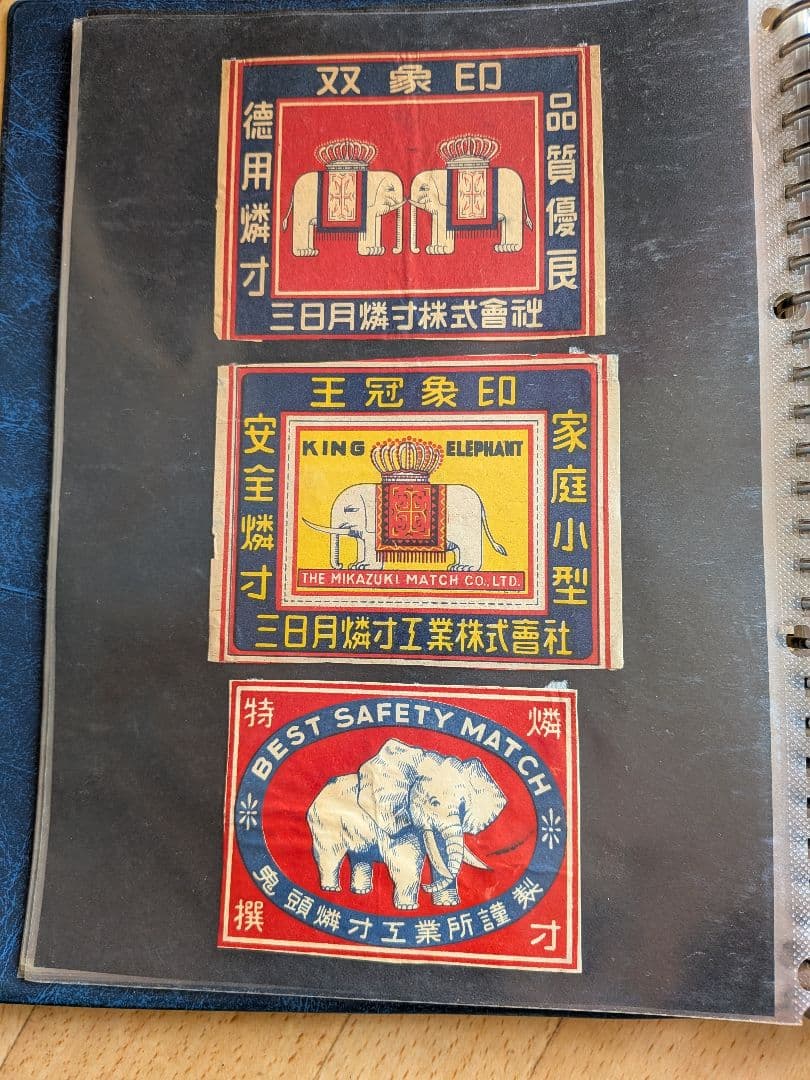 双象印
德用燐寸
品質優良
三日月燐寸株式會社
王冠象印
安全燐寸
家庭小型
KING ELEPHANT
THE MIKAZUKI MATCH CO., LTD.
三日月燐寸工業株式會社
特撰
燐寸
BEST SAFETY MATCH
鬼頭燐寸工業所謹製